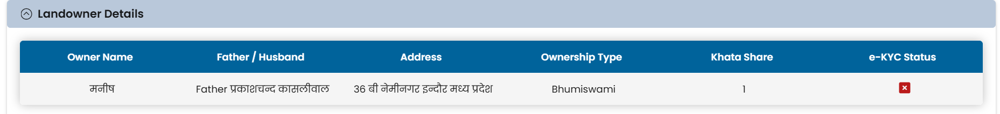 Landowner Details
Owner Name Father / Husband Address Ownership Type Khata Share e-KYC Status
मनीष Father प्रकाशचन्द कासलीवाल 36 बी नेमीनगर इन्दौर मध्य प्रदेश Bhumiswami 1